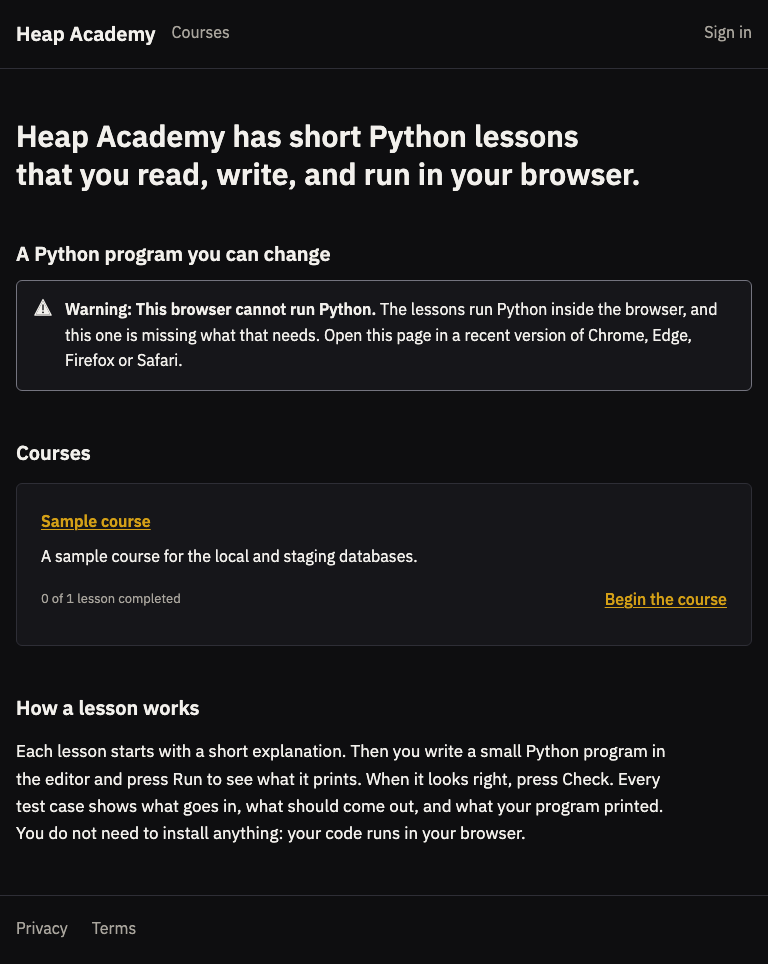 Heap Academy
Courses
Sign in
Heap Academy has short Python lessons
that you read, write, and run in your browser.
A Python program you can change
Warning: This browser cannot run Python. The lessons run Python inside the browser, and
this one is missing what that needs. Open this page in a recent version of Chrome, Edge,
Firefox or Safari.
Courses
Sample course
A sample course for the local and staging databases.
0 of 1 lesson completed
Begin the course
How a lesson works
Each lesson starts with a short explanation. Then you write a small Python program in
the editor and press Run to see what it prints. When it looks right, press Check. Every
test case shows what goes in, what should come out, and what your program printed.
You do not need to install anything: your code runs in your browser.
Privacy
Terms